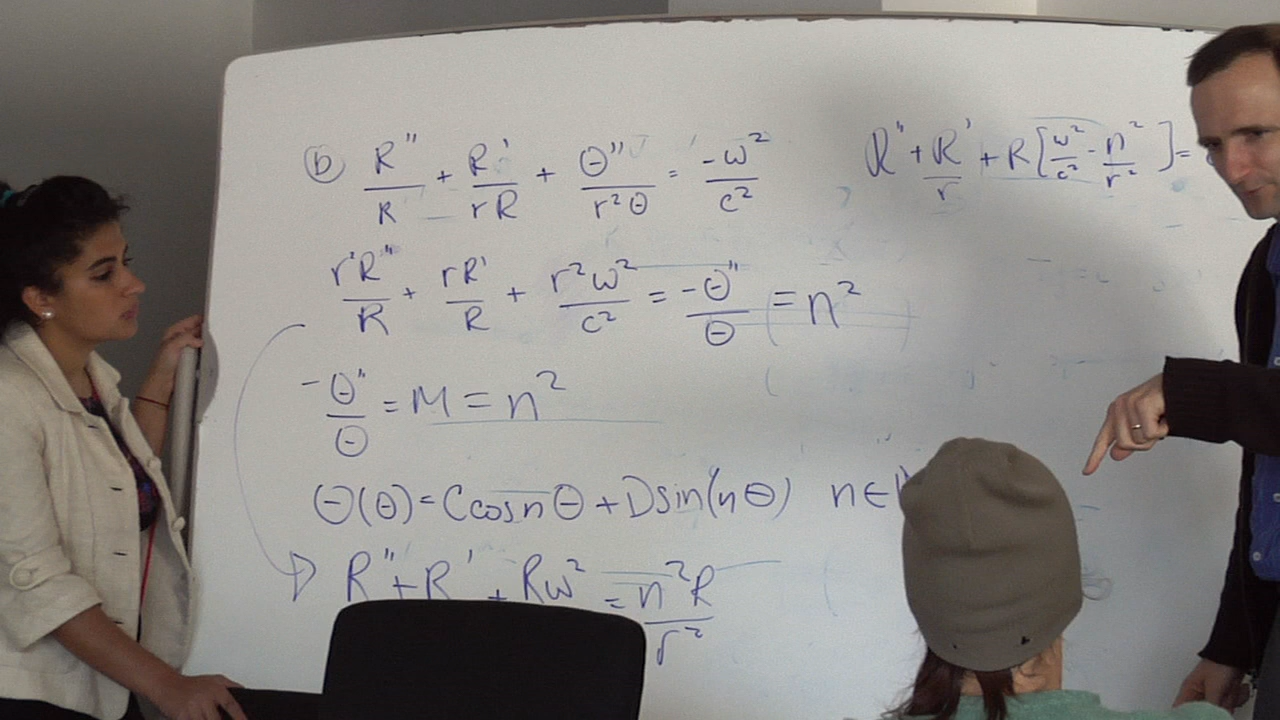 ⓑ R''/R + R'/rR + Θ''/r²Θ = -ω²/c²
r²R''/R + rR'/R + r²ω²/c² = -Θ''/Θ = n²
-Θ''/Θ = M = n²
Θ(θ) = C cos nθ + D sin(nθ) n ∈
R'' + R' + Rω² = n²R/r²
R'' + R'/r + R[ω²/c² - n²/r²] =